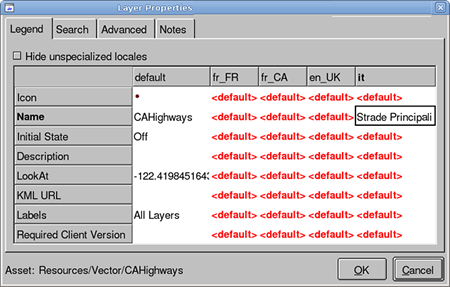 Layer Properties
Legend Search Advanced Notes
Hide unspecialized locales
default fr_FR fr_CA en_UK it
Icon <default> <default> <default> <default>
Name CAHighways <default> <default> <default> Strade Principali
Initial State Off <default> <default> <default> <default>
Description <default> <default> <default> <default>
LookAt -122.4198451643 <default> <default> <default> <default>
KML URL <default> <default> <default> <default>
Labels All Layers <default> <default> <default> <default>
Required Client Version <default> <default> <default> <default>
Asset: Resources/Vector/CAHighways OK Cancel